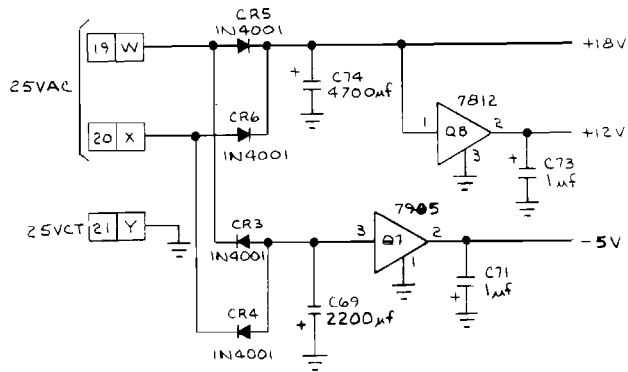 CR5
1N4001
19 W
+18V
+
C74
4700µf
25VAC
7812
CR6
20 X
1
Q8
2
+12V
1N4001
3
+
C73
1µf
7905
25VCT
21 Y
CR3
3
Q7
2
-5V
1N4001
1
C71
1µf
+
CR4
C69
2200µf
+
1N4001